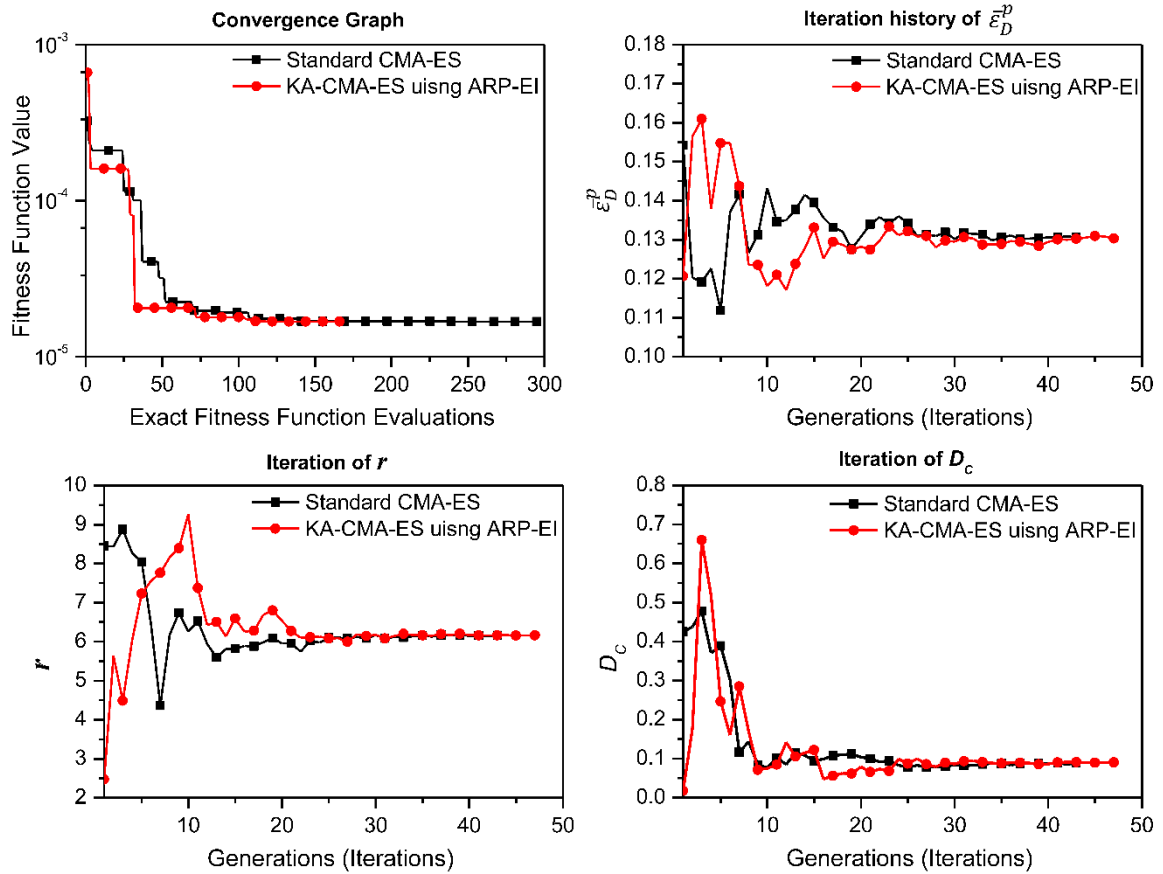 Convergence Graph
10⁻³
10⁻⁴
10⁻⁵
Fitness Function Value
Standard CMA-ES
KA-CMA-ES uisng ARP-EI
0 50 100 150 200 250 300
Exact Fitness Function Evaluations
Iteration history of ε̄_D^p
0.18
0.17
0.16
0.15
0.14
0.13
0.12
0.11
0.10
ε̄_D^p
Standard CMA-ES
KA-CMA-ES uisng ARP-EI
10 20 30 40 50
Generations (Iterations)
Iteration of r
10
9
8
7
6
5
4
3
2
r
Standard CMA-ES
KA-CMA-ES uisng ARP-EI
10 20 30 40 50
Generations (Iterations)
Iteration of D_c
0.8
0.7
0.6
0.5
0.4
0.3
0.2
0.1
0.0
D_c
Standard CMA-ES
KA-CMA-ES uisng ARP-EI
10 20 30 40 50
Generations (Iterations)